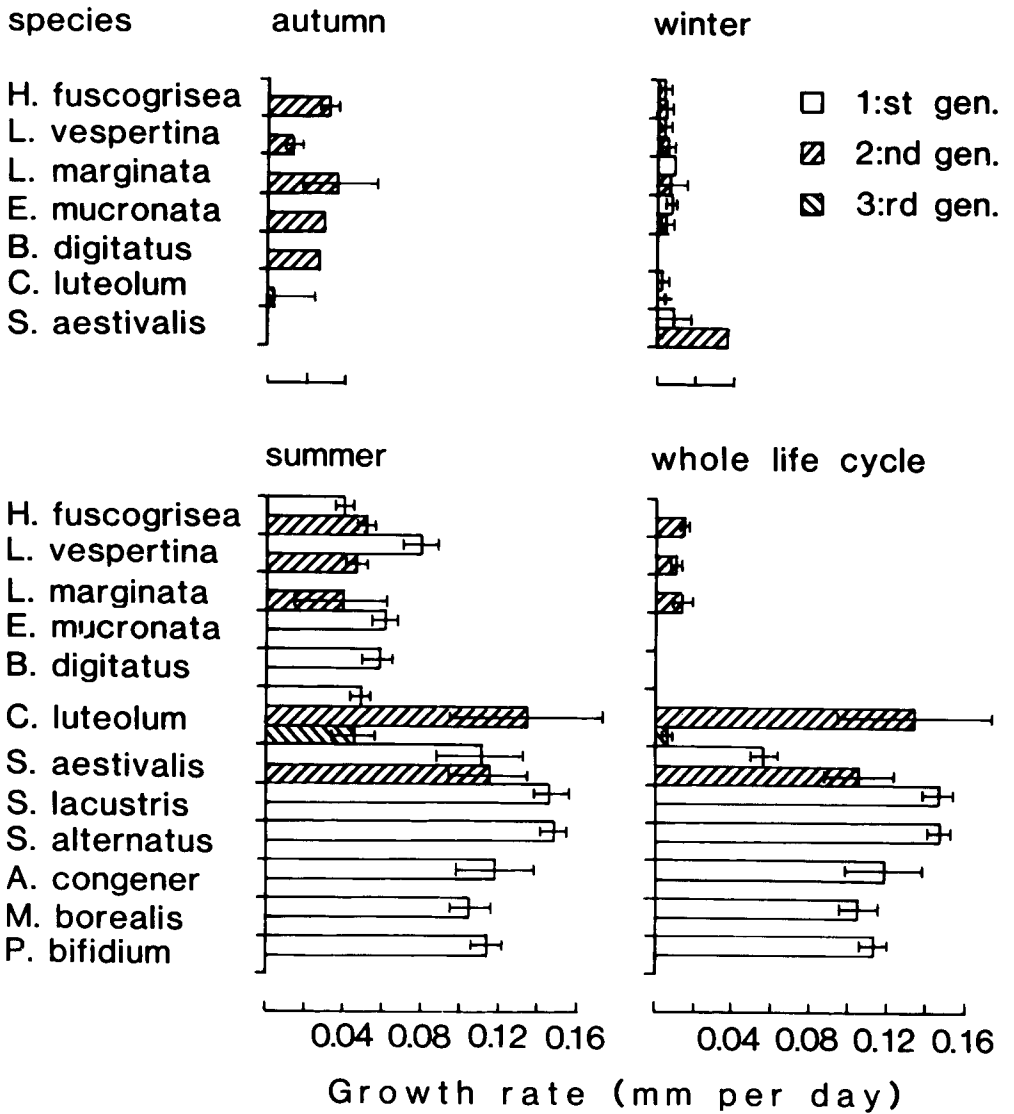 species autumn winter
H. fuscogrisea
L. vespertina
L. marginata
E. mucronata
B. digitatus
C. luteolum
S. aestivalis
1:st gen.
2:nd gen.
3:rd gen.
summer whole life cycle
H. fuscogrisea
L. vespertina
L. marginata
E. mucronata
B. digitatus
C. luteolum
S. aestivalis
S. lacustris
S. alternatus
A. congener
M. borealis
P. bifidium
0.04 0.08 0.12 0.16 0.04 0.08 0.12 0.16
Growth rate (mm per day)